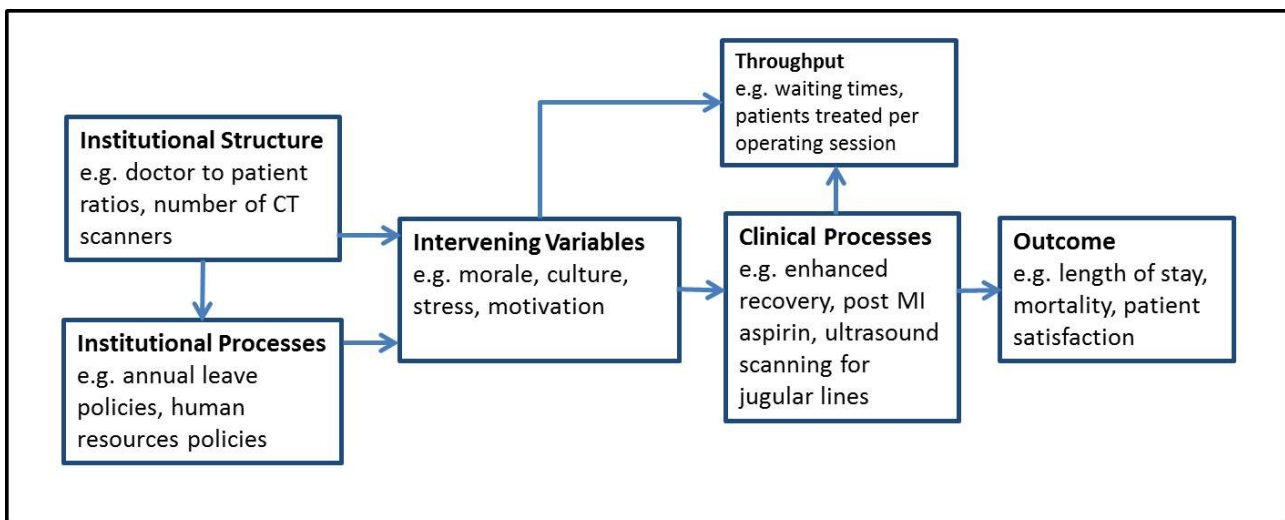 Throughput
e.g. waiting times,
patients treated per
operating session
Institutional Structure
e.g. doctor to patient
ratios, number of CT
scanners
Institutional Processes
e.g. annual leave
policies, human
resources policies
Intervening Variables
e.g. morale, culture,
stress, motivation
Clinical Processes
e.g. enhanced
recovery, post MI
aspirin, ultrasound
scanning for
jugular lines
Outcome
e.g. length of stay,
mortality, patient
satisfaction